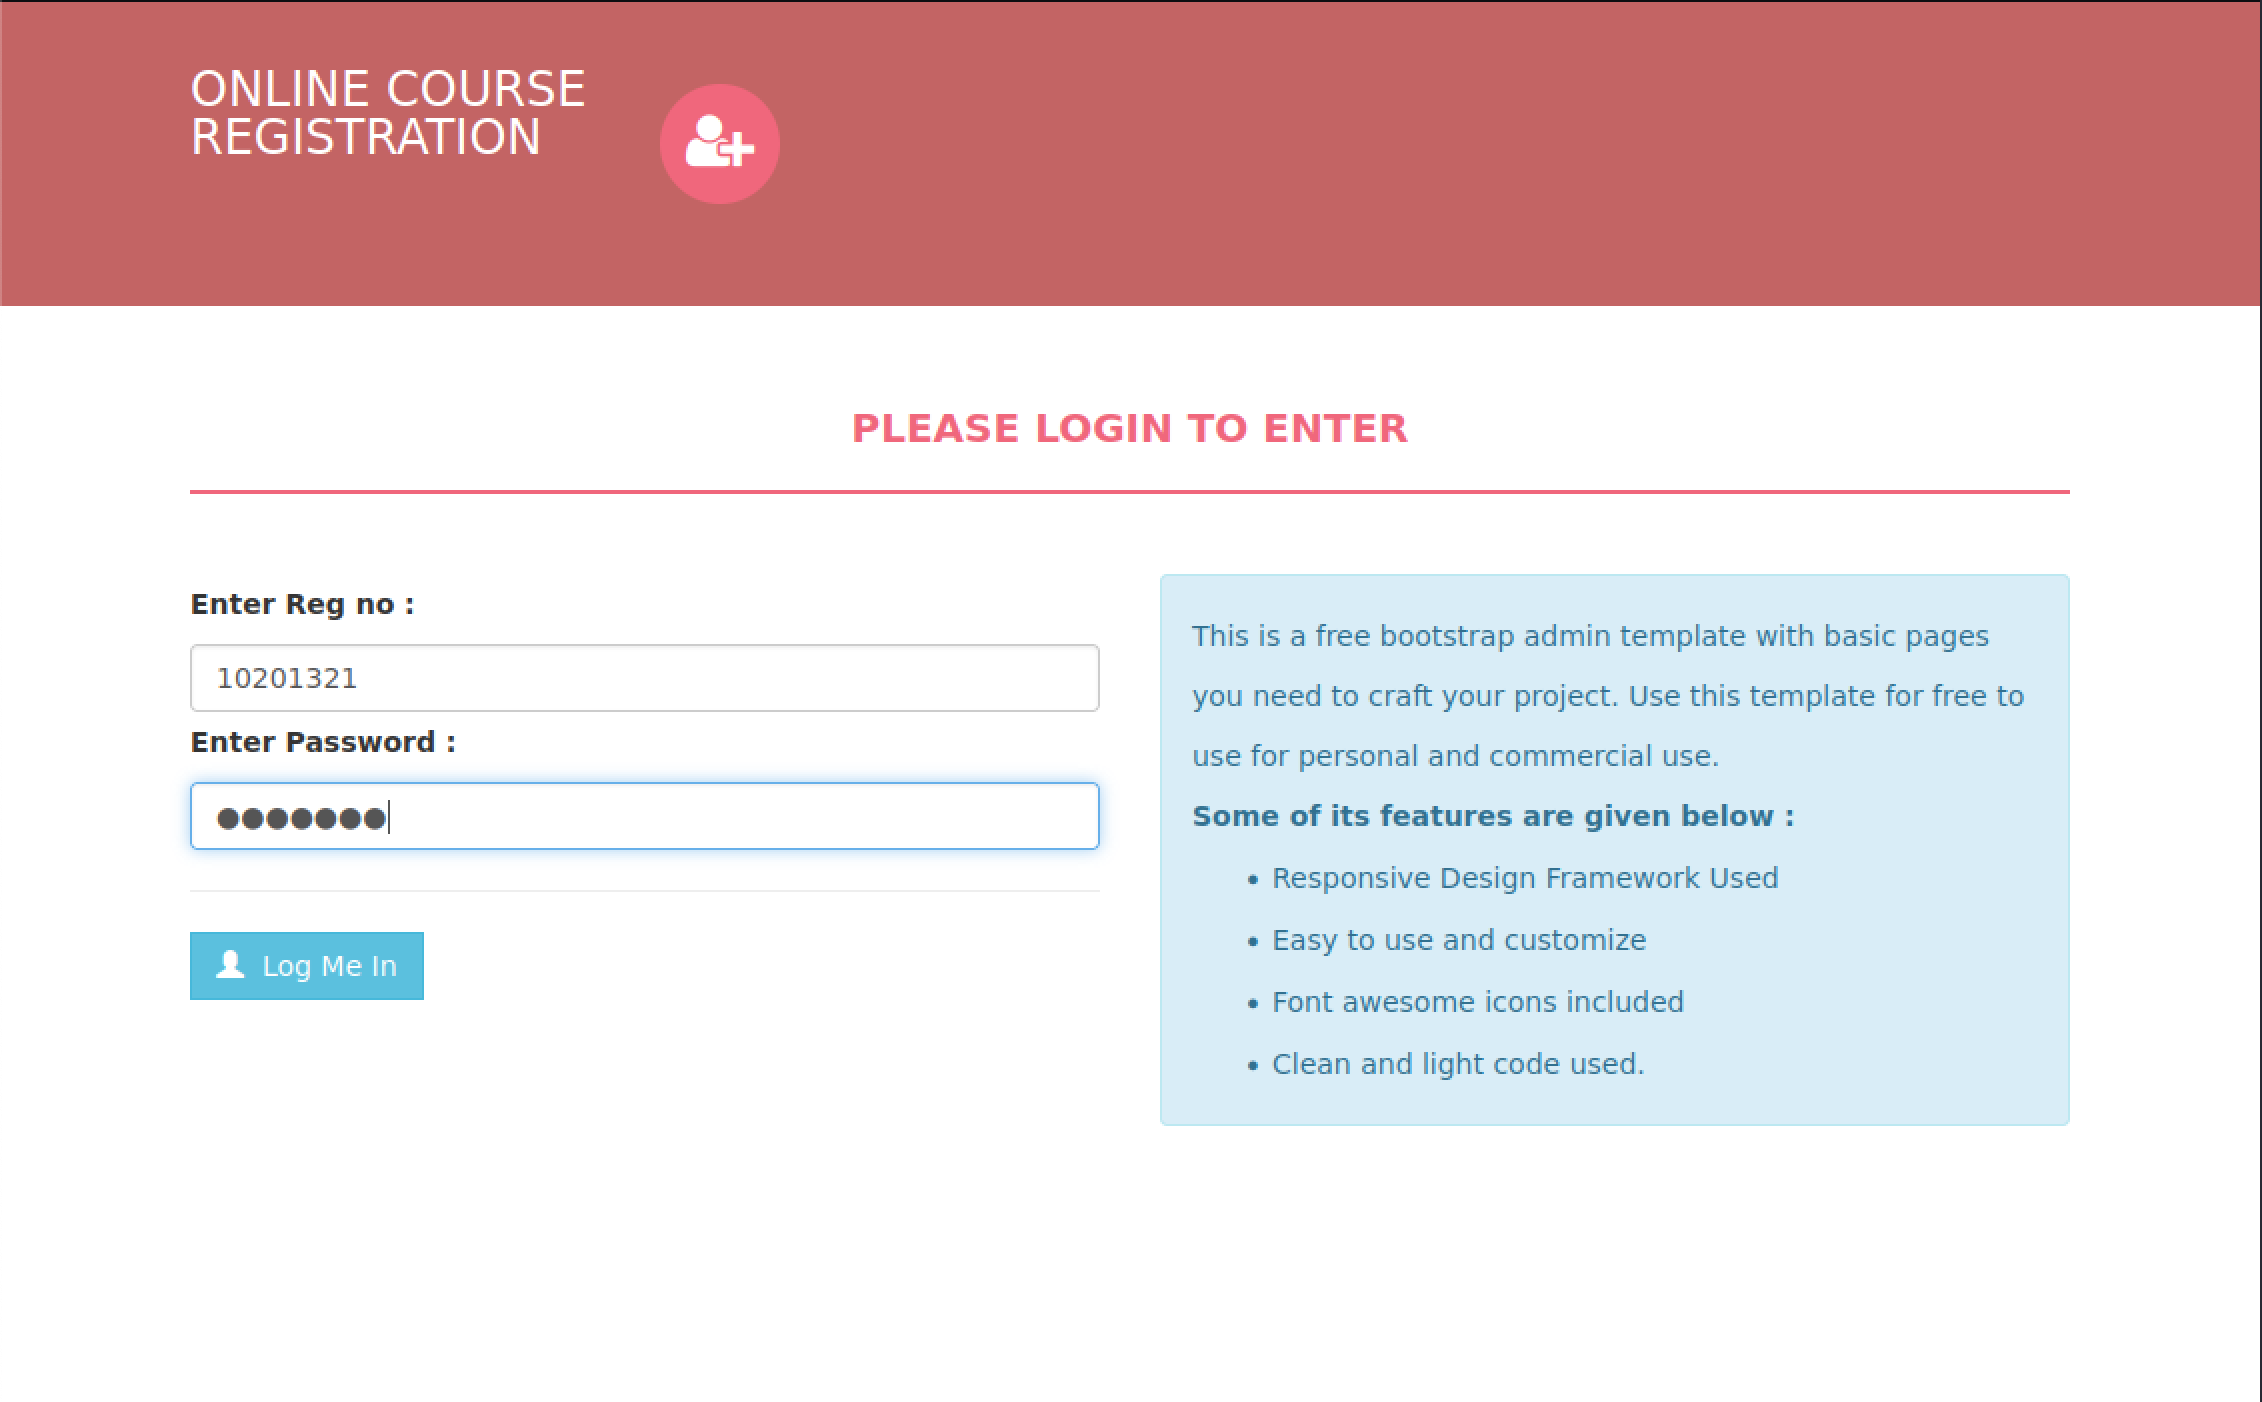 ONLINE COURSE
REGISTRATION
PLEASE LOGIN TO ENTER
Enter Reg no :
10201321
Enter Password :
●●●●●●●
Log Me In
This is a free bootstrap admin template with basic pages
you need to craft your project. Use this template for free to
use for personal and commercial use.
Some of its features are given below :
• Responsive Design Framework Used
• Easy to use and customize
• Font awesome icons included
• Clean and light code used.